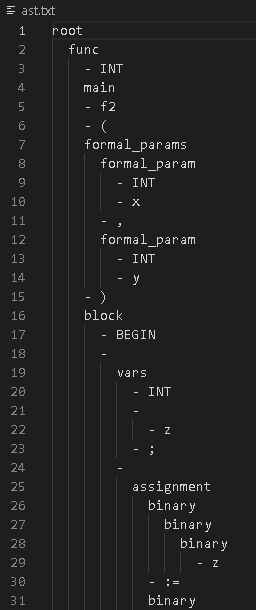 ast.txt
1 root
2 func
3 - INT
4 main
5 - f2
6 - (
7 formal_params
8 formal_param
9 - INT
10 - x
11 - ,
12 formal_param
13 - INT
14 - y
15 - )
16 block
17 - BEGIN
18 -
19 vars
20 - INT
21 -
22 - z
23 - ;
24 -
25 assignment
26 binary
27 binary
28 binary
29 - z
30 - :=
31 binary